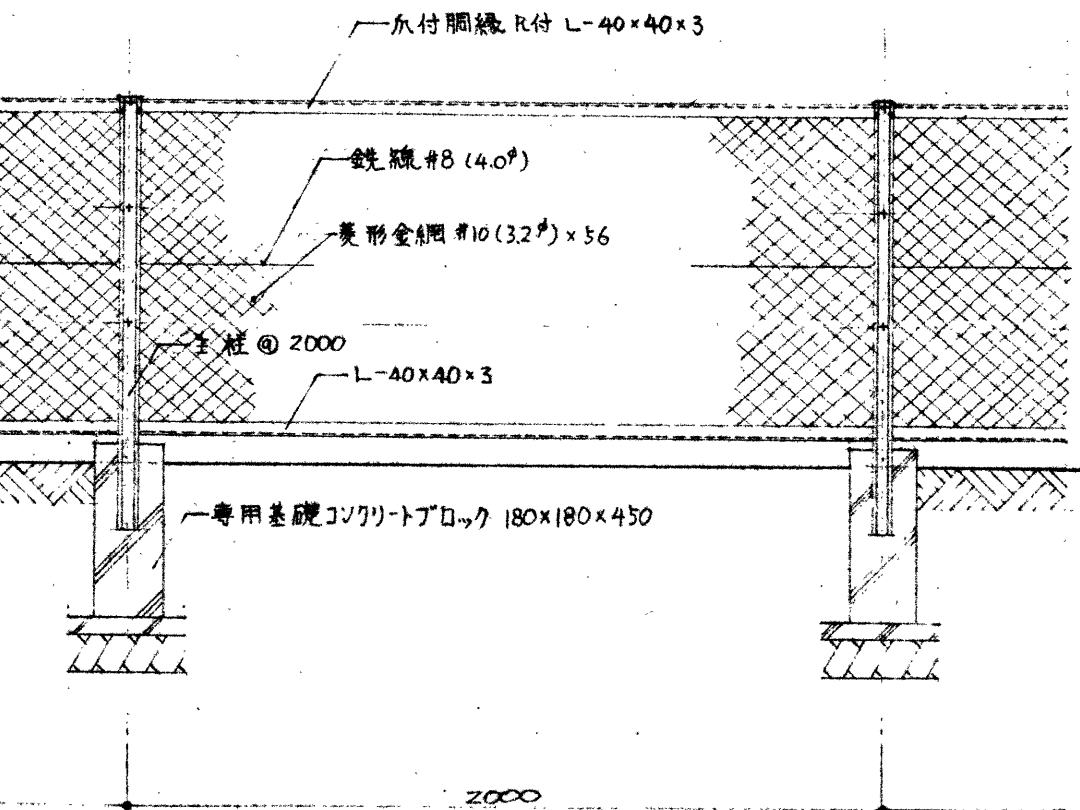 爪付胴縁 R付 L-40×40×3
鉄線 #8 (4.0φ)
菱形金網 #10 (3.2φ) × 56
主柱 @ 2000
L-40×40×3
専用基礎コンクリートブロック 180×180×450
2000